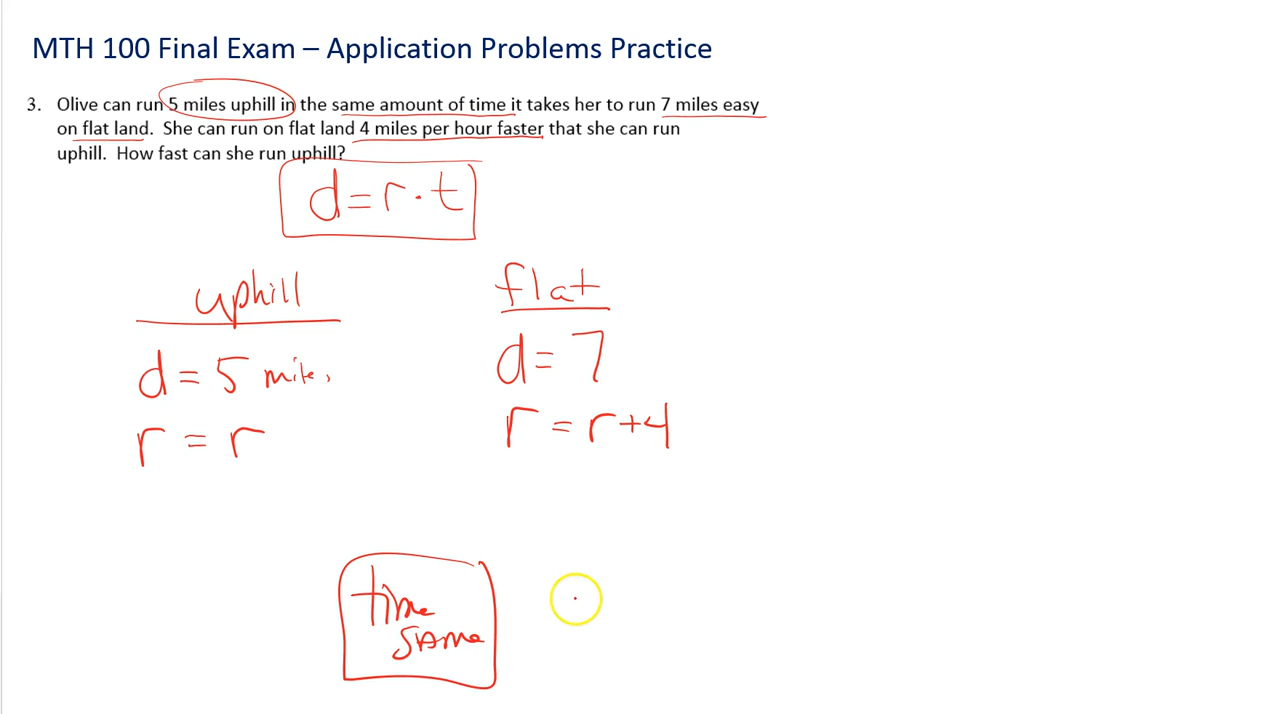 MTH 100 Final Exam – Application Problems Practice
3. Olive can run 5 miles uphill in the same amount of time it takes her to run 7 miles easy
on flat land. She can run on flat land 4 miles per hour faster that she can run
uphill. How fast can she run uphill?
d = r · t
uphill
d = 5 miles
r = r
flat
d = 7
r = r + 4
time
same